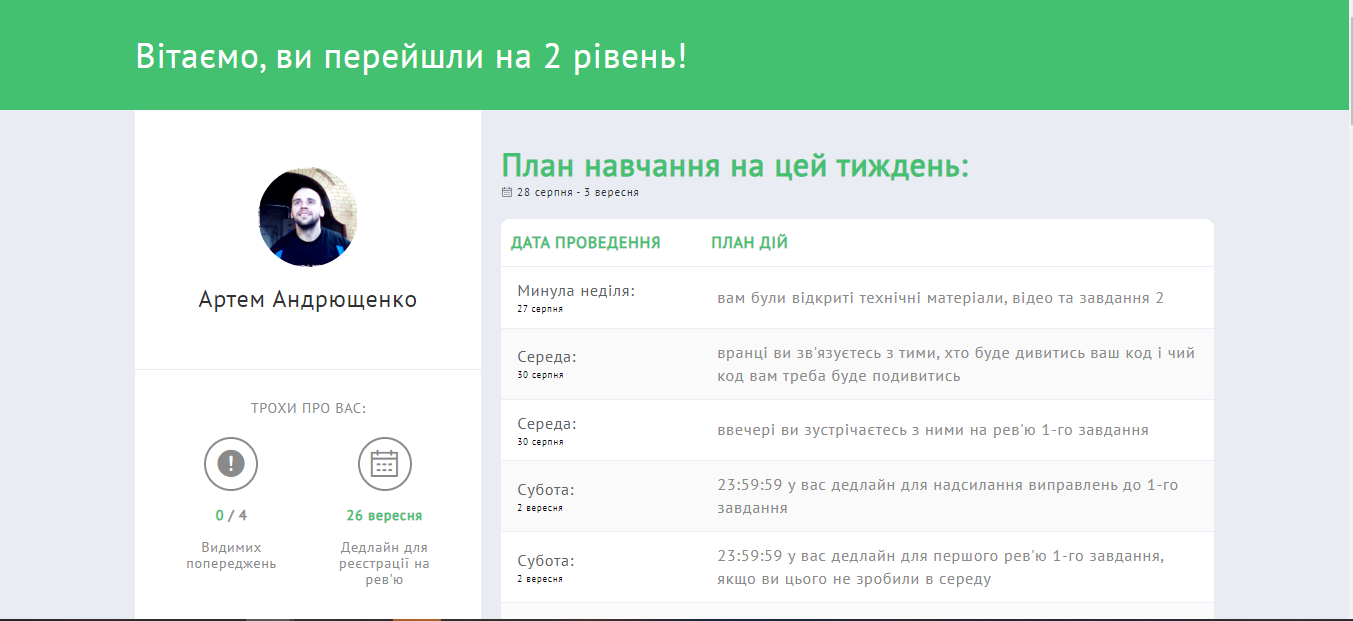 Вітаємо, ви перейшли на 2 рівень!
Артем Андрющенко
ТРОХИ ПРО ВАС:
0 / 4
Видимих
попереджень
26 вересня
Дедлайн для
реєстрації на
рев'ю
План навчання на цей тиждень:
28 серпня - 3 вересня
ДАТА ПРОВЕДЕННЯ ПЛАН ДІЙ
Минула неділя:
27 серпня
вам були відкриті технічні матеріали, відео та завдання 2
Середа:
30 серпня
вранці ви зв'язуєтесь з тими, хто буде дивитись ваш код і чий
код вам треба буде подивитись
Середа:
30 серпня
ввечері ви зустрічаєтесь з ними на рев'ю 1-го завдання
Субота:
2 вересня
23:59:59 у вас дедлайн для надсилання виправлень до 1-го
завдання
Субота:
2 вересня
23:59:59 у вас дедлайн для першого рев'ю 1-го завдання,
якщо ви цього не зробили в середу